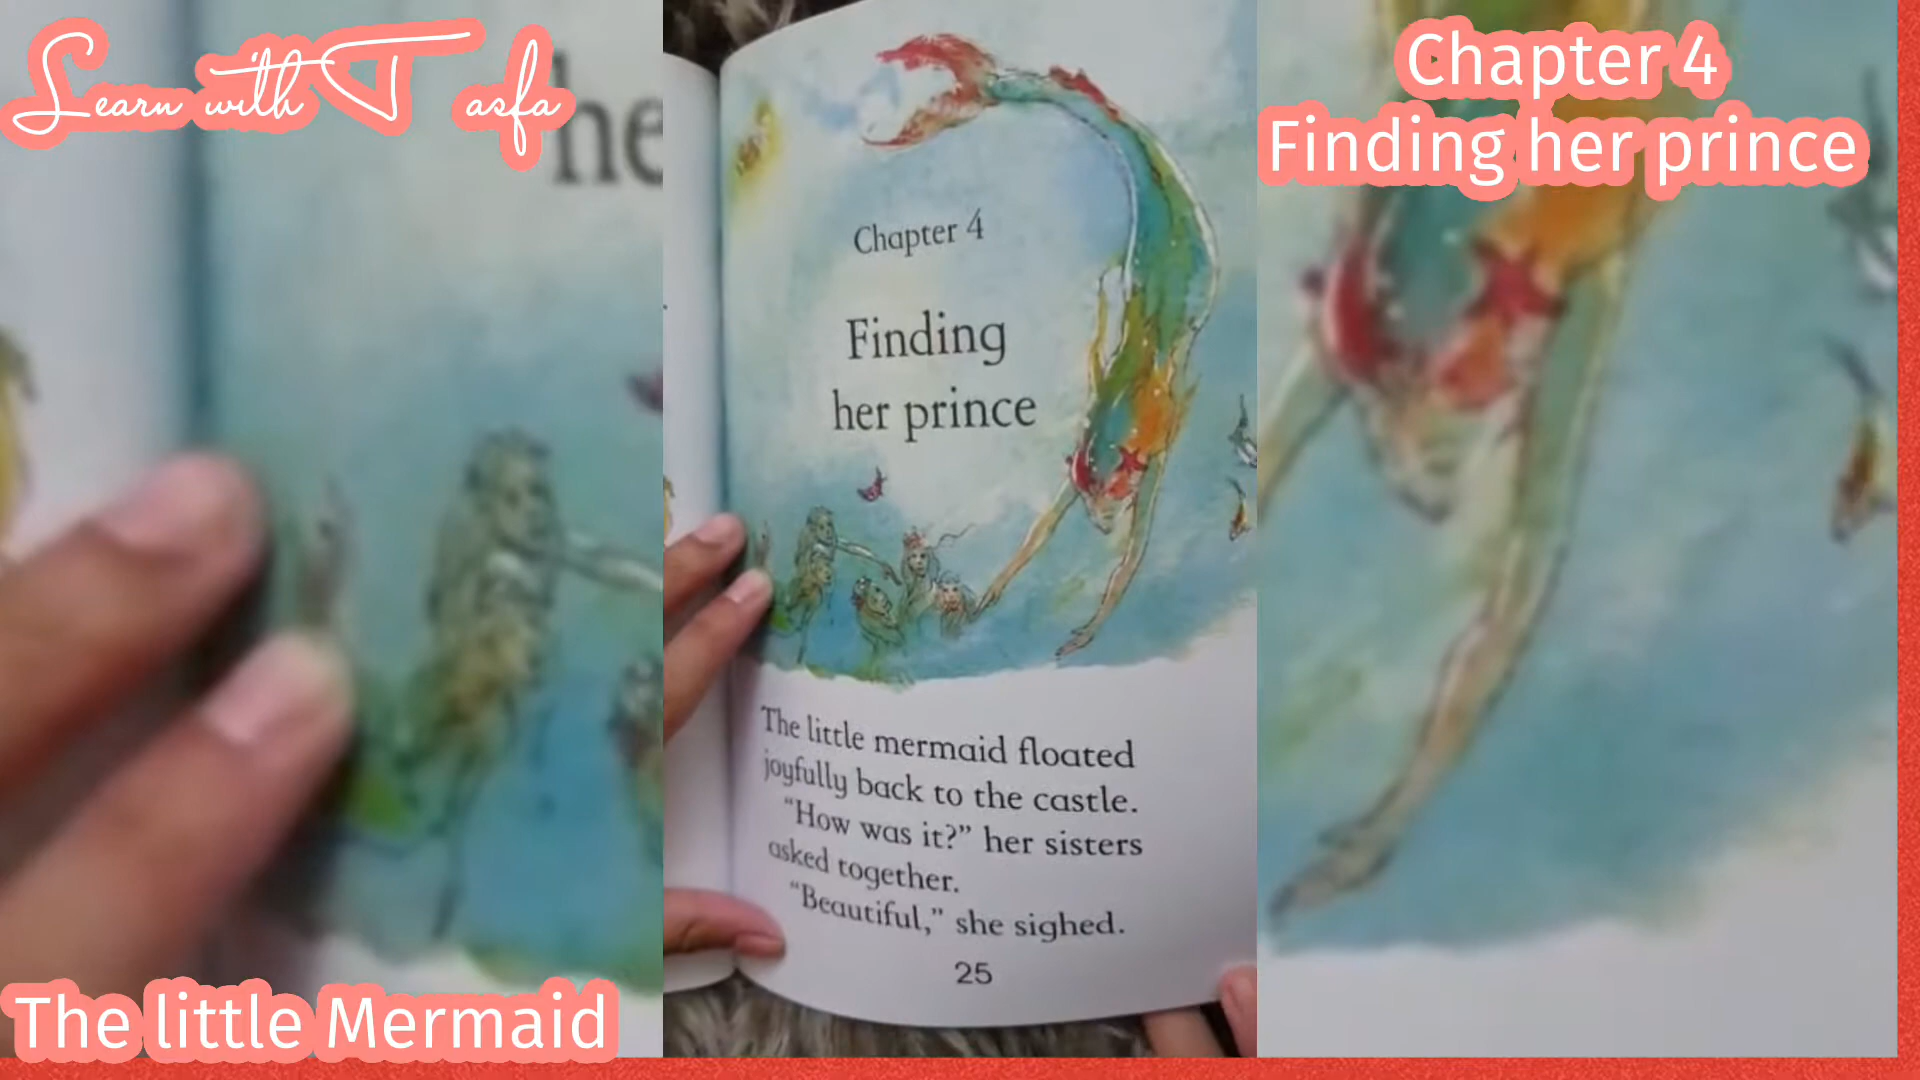 Learn with Tasfa
he
Chapter 4
Finding her prince
Chapter 4
Finding
her prince
The little mermaid floated
joyfully back to the castle.
“How was it?” her sisters
asked together.
“Beautiful,” she sighed.
25
The little Mermaid